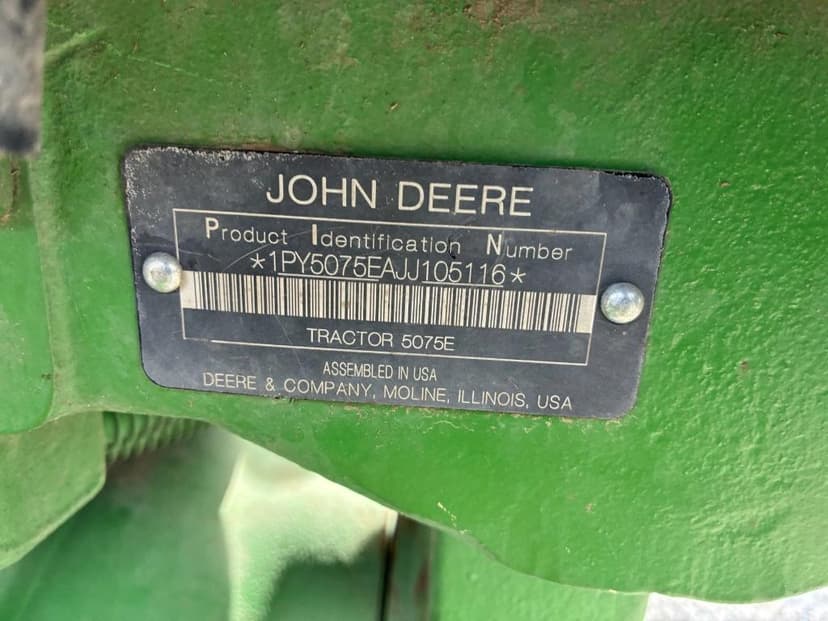 JOHN DEERE
Product Identification Number
*1PY5075EAJJ105116*
TRACTOR 5075E
ASSEMBLED IN USA
DEERE & COMPANY, MOLINE, ILLINOIS, USA